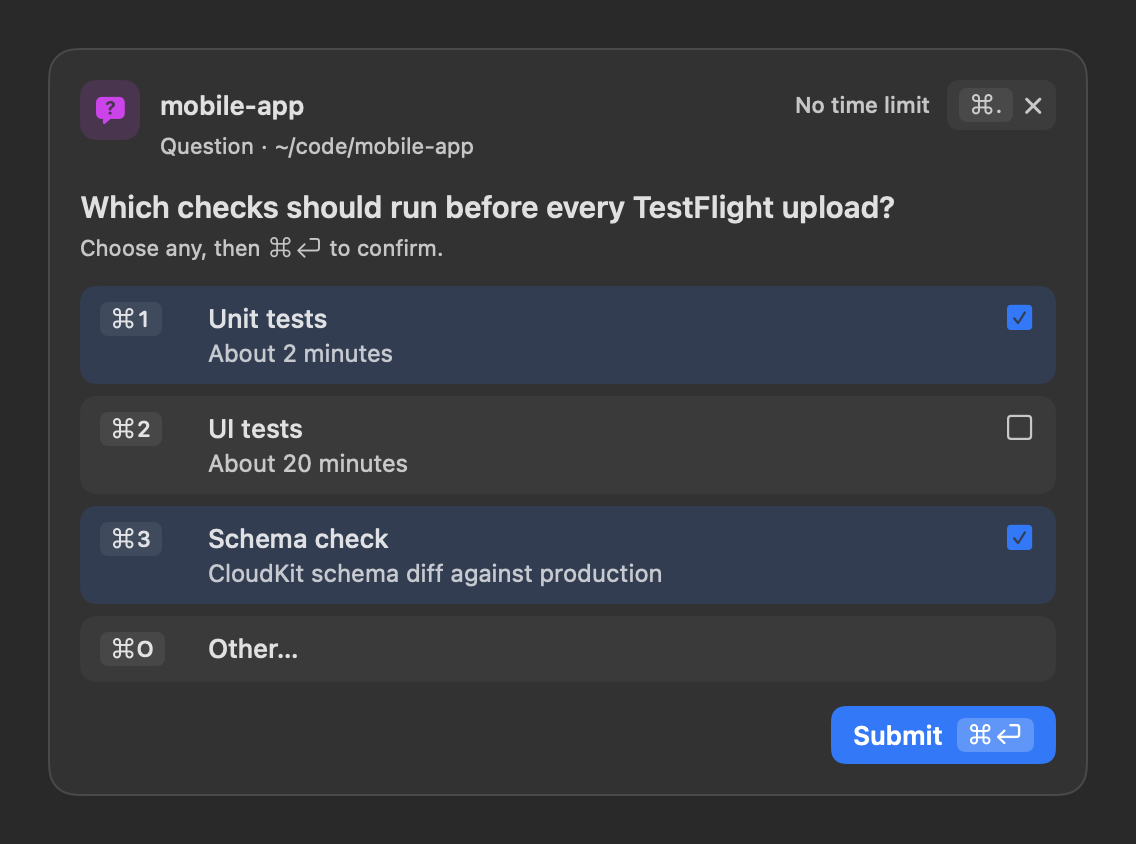 mobile-app
No time limit
⌘.
Question · ~/code/mobile-app
Which checks should run before every TestFlight upload?
Choose any, then ⌘↩ to confirm.
⌘1
Unit tests
About 2 minutes
⌘2
UI tests
About 20 minutes
⌘3
Schema check
CloudKit schema diff against production
⌘O
Other...
Submit ⌘↩